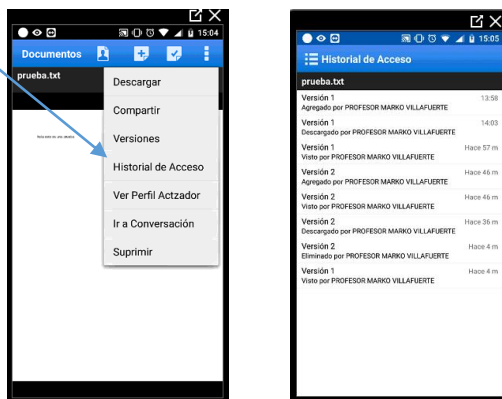 15:04
Documentos
prueba.txt
Descargar
Compartir
Versiones
Historial de Acceso
Ver Perfil Actzador
Ir a Conversación
Suprimir
15:05
Historial de Acceso
prueba.txt
Versión 1 13:58
Agregado por PROFESOR MARKO VILLAFUERTE
Versión 1 14:03
Descargado por PROFESOR MARKO VILLAFUERTE
Versión 1 Hace 57 m
Visto por PROFESOR MARKO VILLAFUERTE
Versión 2 Hace 46 m
Agregado por PROFESOR MARKO VILLAFUERTE
Versión 2 Hace 46 m
Visto por PROFESOR MARKO VILLAFUERTE
Versión 2 Hace 36 m
Descargado por PROFESOR MARKO VILLAFUERTE
Versión 2 Hace 4 m
Eliminado por PROFESOR MARKO VILLAFUERTE
Versión 1 Hace 4 m
Visto por PROFESOR MARKO VILLAFUERTE